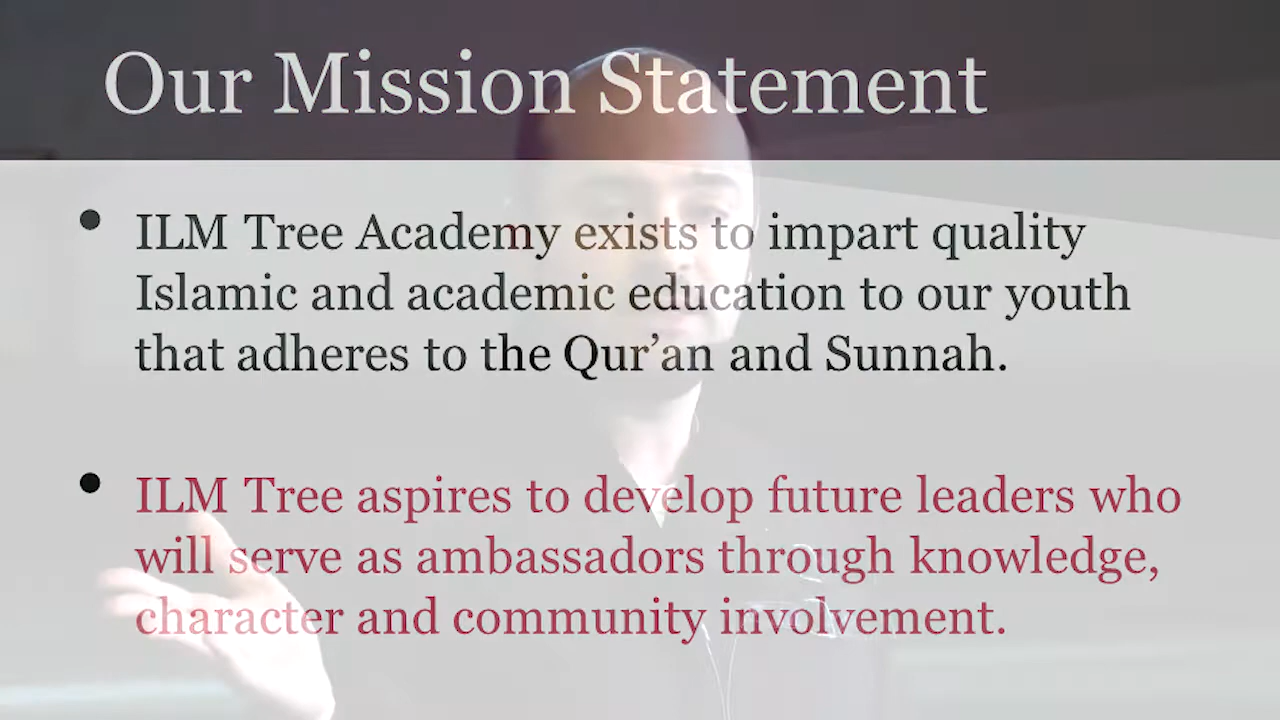 Our Mission Statement
• ILM Tree Academy exists to impart quality
Islamic and academic education to our youth
that adheres to the Qur’an and Sunnah.
• ILM Tree aspires to develop future leaders who
will serve as ambassadors through knowledge,
character and community involvement.